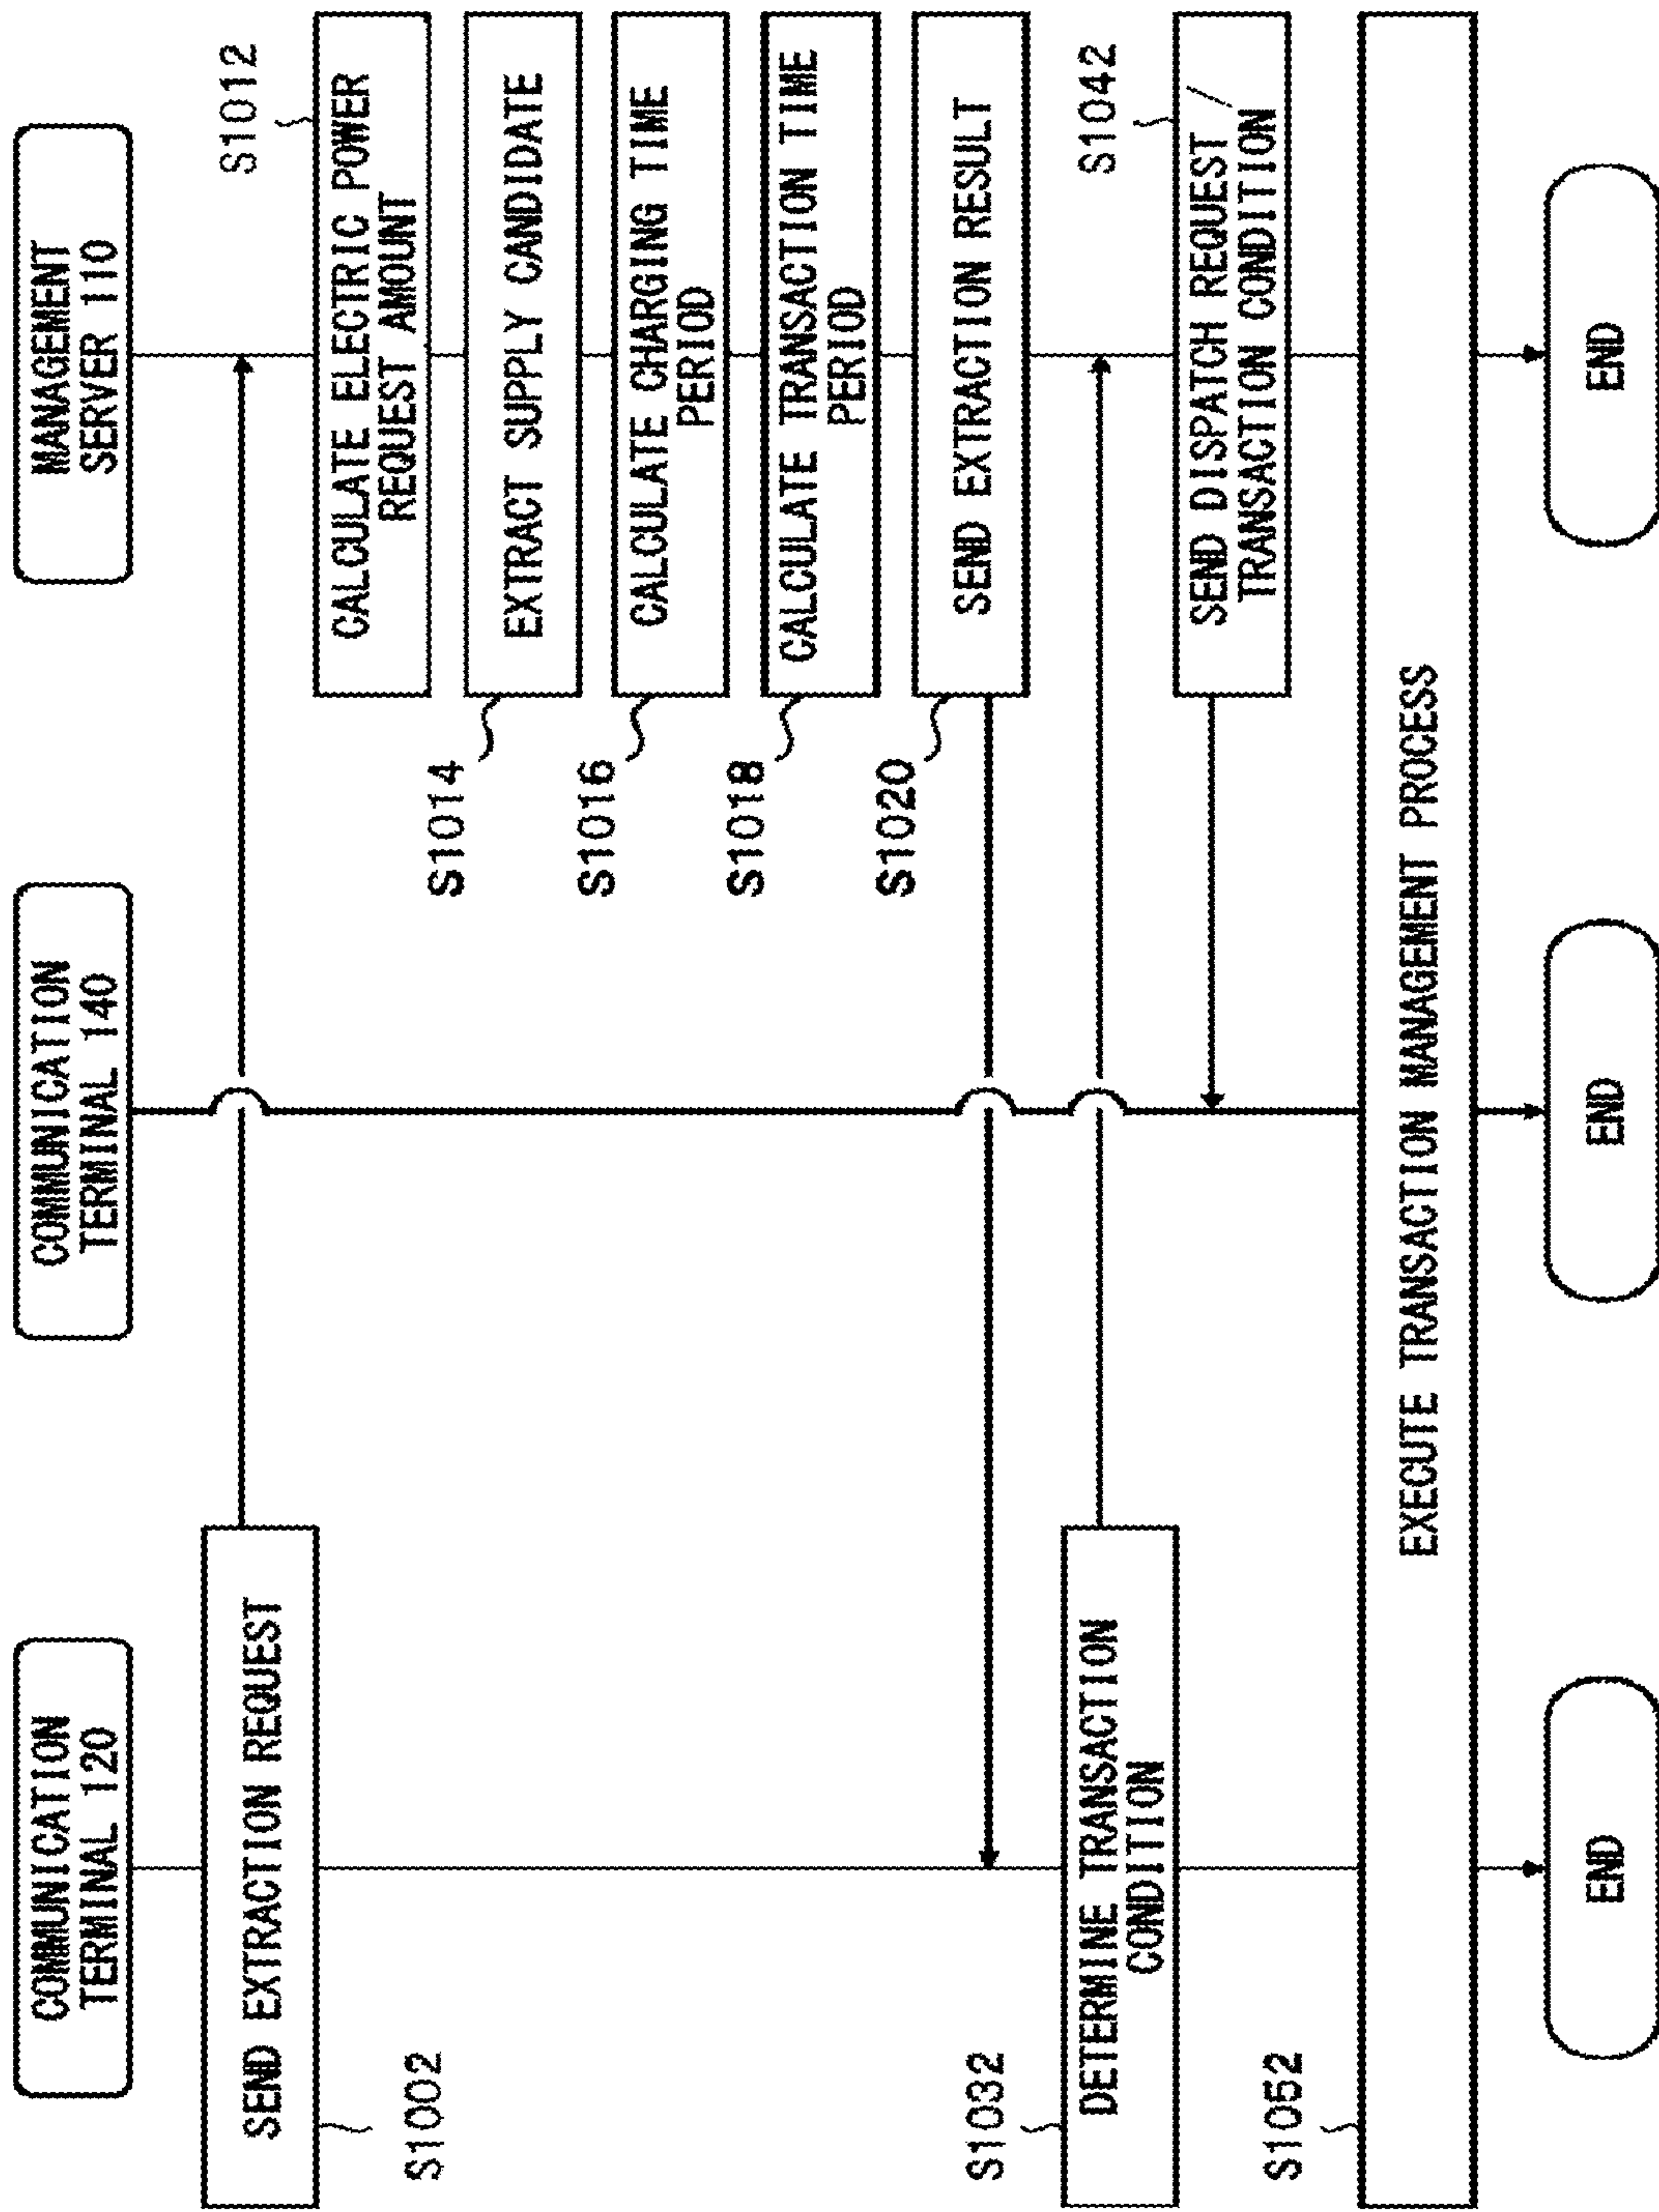 COMMUNICATION
TERMINAL 120
COMMUNICATION
TERMINAL 140
MANAGEMENT
SERVER 110
SEND EXTRACTION REQUEST
S1002
S1012
CALCULATE ELECTRIC POWER
REQUEST AMOUNT
EXTRACT SUPPLY CANDIDATE
S1014
CALCULATE CHARGING TIME
PERIOD
S1016
CALCULATE TRANSACTION TIME
PERIOD
S1018
SEND EXTRACTION RESULT
S1020
S1032
DETERMINE TRANSACTION
CONDITION
S1042
SEND DISPATCH REQUEST /
TRANSACTION CONDITION
S1052
EXECUTE TRANSACTION MANAGEMENT PROCESS
END
END
END